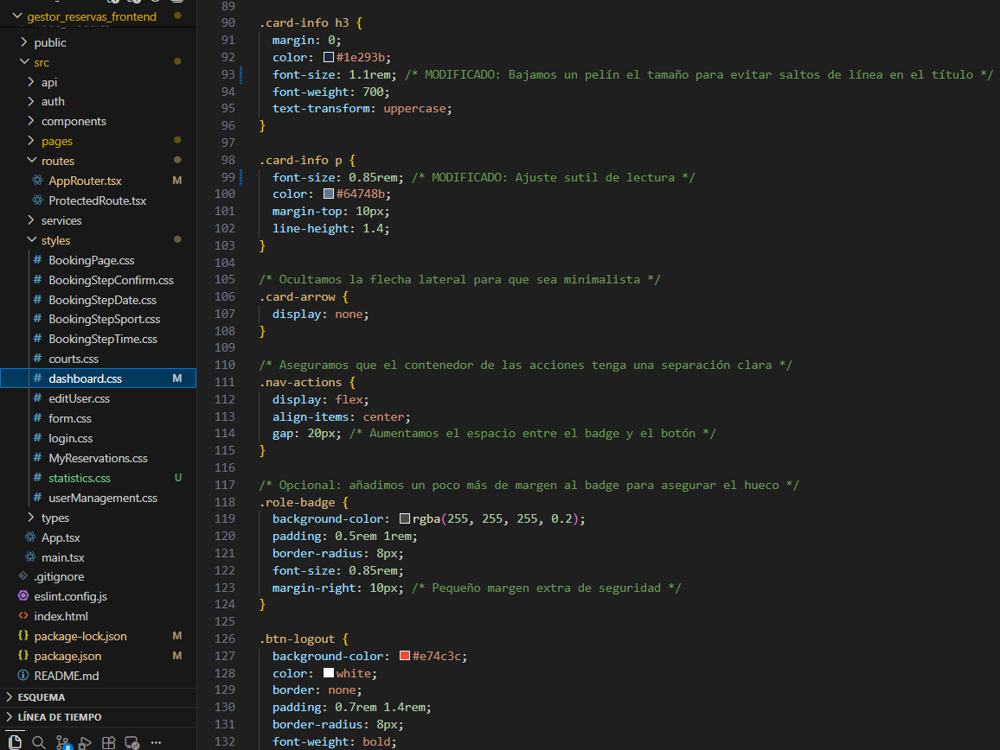 gestor_reservas_frontend
public
src
api
auth
components
pages
routes
AppRouter.tsx M
ProtectedRoute.tsx
services
styles
# BookingPage.css
# BookingStepConfirm.css
# BookingStepDate.css
# BookingStepSport.css
# BookingStepTime.css
# courts.css
# dashboard.css M
# editUser.css
# form.css
# login.css
# MyReservations.css
# statistics.css U
# userManagement.css
types
App.tsx
main.tsx
.gitignore
eslint.config.js
index.html
{} package-lock.json M
{} package.json M
README.md
ESQUEMA
LÍNEA DE TIEMPO
8
89
90 .card-info h3 {
91 margin: 0;
92 color: #1e293b;
93 font-size: 1.1rem; /* MODIFICADO: Bajamos un pelín el tamaño para evitar saltos de línea en el título */
94 font-weight: 700;
95 text-transform: uppercase;
96 }
97
98 .card-info p {
99 font-size: 0.85rem; /* MODIFICADO: Ajuste sutil de lectura */
100 color: #64748b;
101 margin-top: 10px;
102 line-height: 1.4;
103 }
104
105 /* Ocultamos la flecha lateral para que sea minimalista */
106 .card-arrow {
107 display: none;
108 }
109
110 /* Aseguramos que el contenedor de las acciones tenga una separación clara */
111 .nav-actions {
112 display: flex;
113 align-items: center;
114 gap: 20px; /* Aumentamos el espacio entre el badge y el botón */
115 }
116
117 /* Opcional: añadimos un poco más de margen al badge para asegurar el hueco */
118 .role-badge {
119 background-color: rgba(255, 255, 255, 0.2);
120 padding: 0.5rem 1rem;
121 border-radius: 8px;
122 font-size: 0.85rem;
123 margin-right: 10px; /* Pequeño margen extra de seguridad */
124 }
125
126 .btn-logout {
127 background-color: #e74c3c;
128 color: white;
129 border: none;
130 padding: 0.7rem 1.4rem;
131 border-radius: 8px;
132 font-weight: bold;